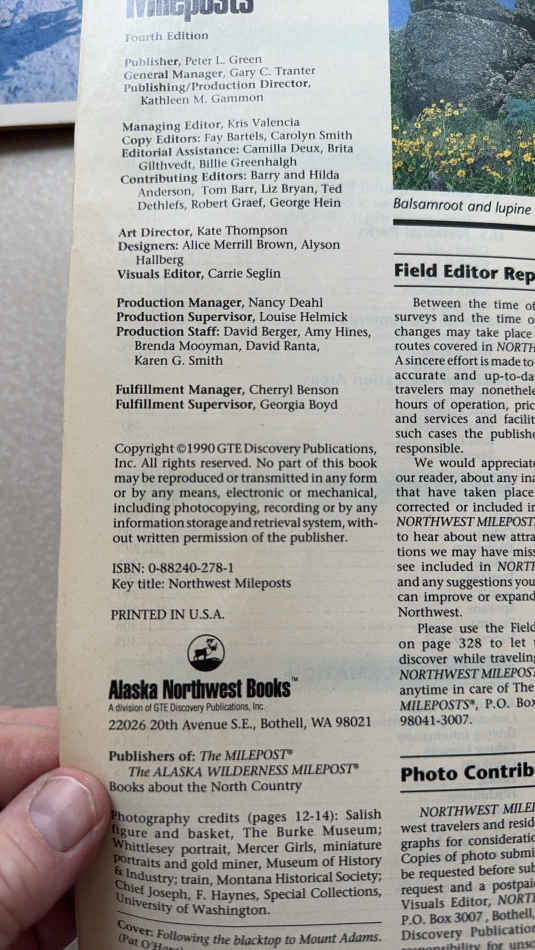 Mileposts
Fourth Edition
Publisher, Peter L. Green
General Manager, Gary C. Tranter
Publishing/Production Director,
Kathleen M. Gammon
Managing Editor, Kris Valencia
Copy Editors: Fay Bartels, Carolyn Smith
Editorial Assistance: Camilla Deux, Brita
Gilthvedt, Billie Greenhalgh
Contributing Editors: Barry and Hilda
Anderson, Tom Barr, Liz Bryan, Ted
Dethlefs, Robert Graef, George Hein
Art Director, Kate Thompson
Designers: Alice Merrill Brown, Alyson
Hallberg
Visuals Editor, Carrie Seglin
Production Manager, Nancy Deahl
Production Supervisor, Louise Helmick
Production Staff: David Berger, Amy Hines,
Brenda Mooyman, David Ranta,
Karen G. Smith
Fulfillment Manager, Cherryl Benson
Fulfillment Supervisor, Georgia Boyd
Copyright ©1990 GTE Discovery Publications,
Inc. All rights reserved. No part of this book
may be reproduced or transmitted in any form
or by any means, electronic or mechanical,
including photocopying, recording or by any
information storage and retrieval system, with-
out written permission of the publisher.
ISBN: 0-88240-278-1
Key title: Northwest Mileposts
PRINTED IN U.S.A.
Alaska Northwest Books™
A division of GTE Discovery Publications, Inc.
22026 20th Avenue S.E., Bothell, WA 98021
Publishers of: The MILEPOST®
The ALASKA WILDERNESS MILEPOST®
Books about the North Country
Photography credits (pages 12-14): Salish
figure and basket, The Burke Museum;
Whittlesey portrait, Mercer Girls, miniature
portraits and gold miner, Museum of History
& Industry; train, Montana Historical Society;
Chief Joseph, F. Haynes, Special Collections,
University of Washington.
Cover: Following the blacktop to Mount Adams.
(Pat O'Hara)
Balsamroot and lupine
Field Editor Rep
Between the time of
surveys and the time o
changes may take place
routes covered in NORTH
A sincere effort is made to
accurate and up-to-da
travelers may nonethele
hours of operation, pric
and services and facilit
such cases the publishe
responsible.
We would appreciate
our reader, about any ina
that have taken place
corrected or included in
NORTHWEST MILEPOST
to hear about new attra
tions we may have miss
see included in NORTH
and any suggestions you
can improve or expand
Northwest.
Please use the Field
on page 328 to let
discover while traveling
NORTHWEST MILEPOST
anytime in care of The
MILEPOSTS®, P.O. Box
98041-3007.
Photo Contrib
NORTHWEST MILE
west travelers and resid
graphs for consideratio
Copies of photo submi
be requested before sub
request and a postpai
Visuals Editor, NORT
P.O. Box 3007, Bothell,
Discovery Publication
responsibility for unso